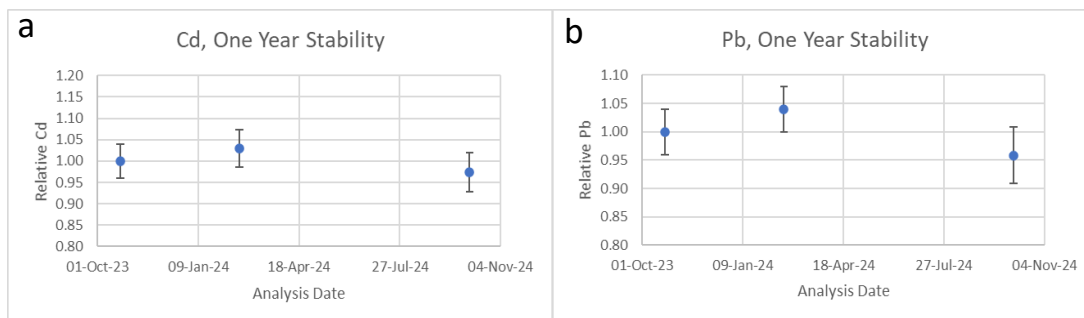 a
Cd, One Year Stability
1.20
1.15
1.10
1.05
1.00
0.95
0.90
0.85
0.80
Relative Cd
01-Oct-23 09-Jan-24 18-Apr-24 27-Jul-24 04-Nov-24
Analysis Date
b
Pb, One Year Stability
1.10
1.05
1.00
0.95
0.90
0.85
0.80
Relative Pb
01-Oct-23 09-Jan-24 18-Apr-24 27-Jul-24 04-Nov-24
Analysis Date